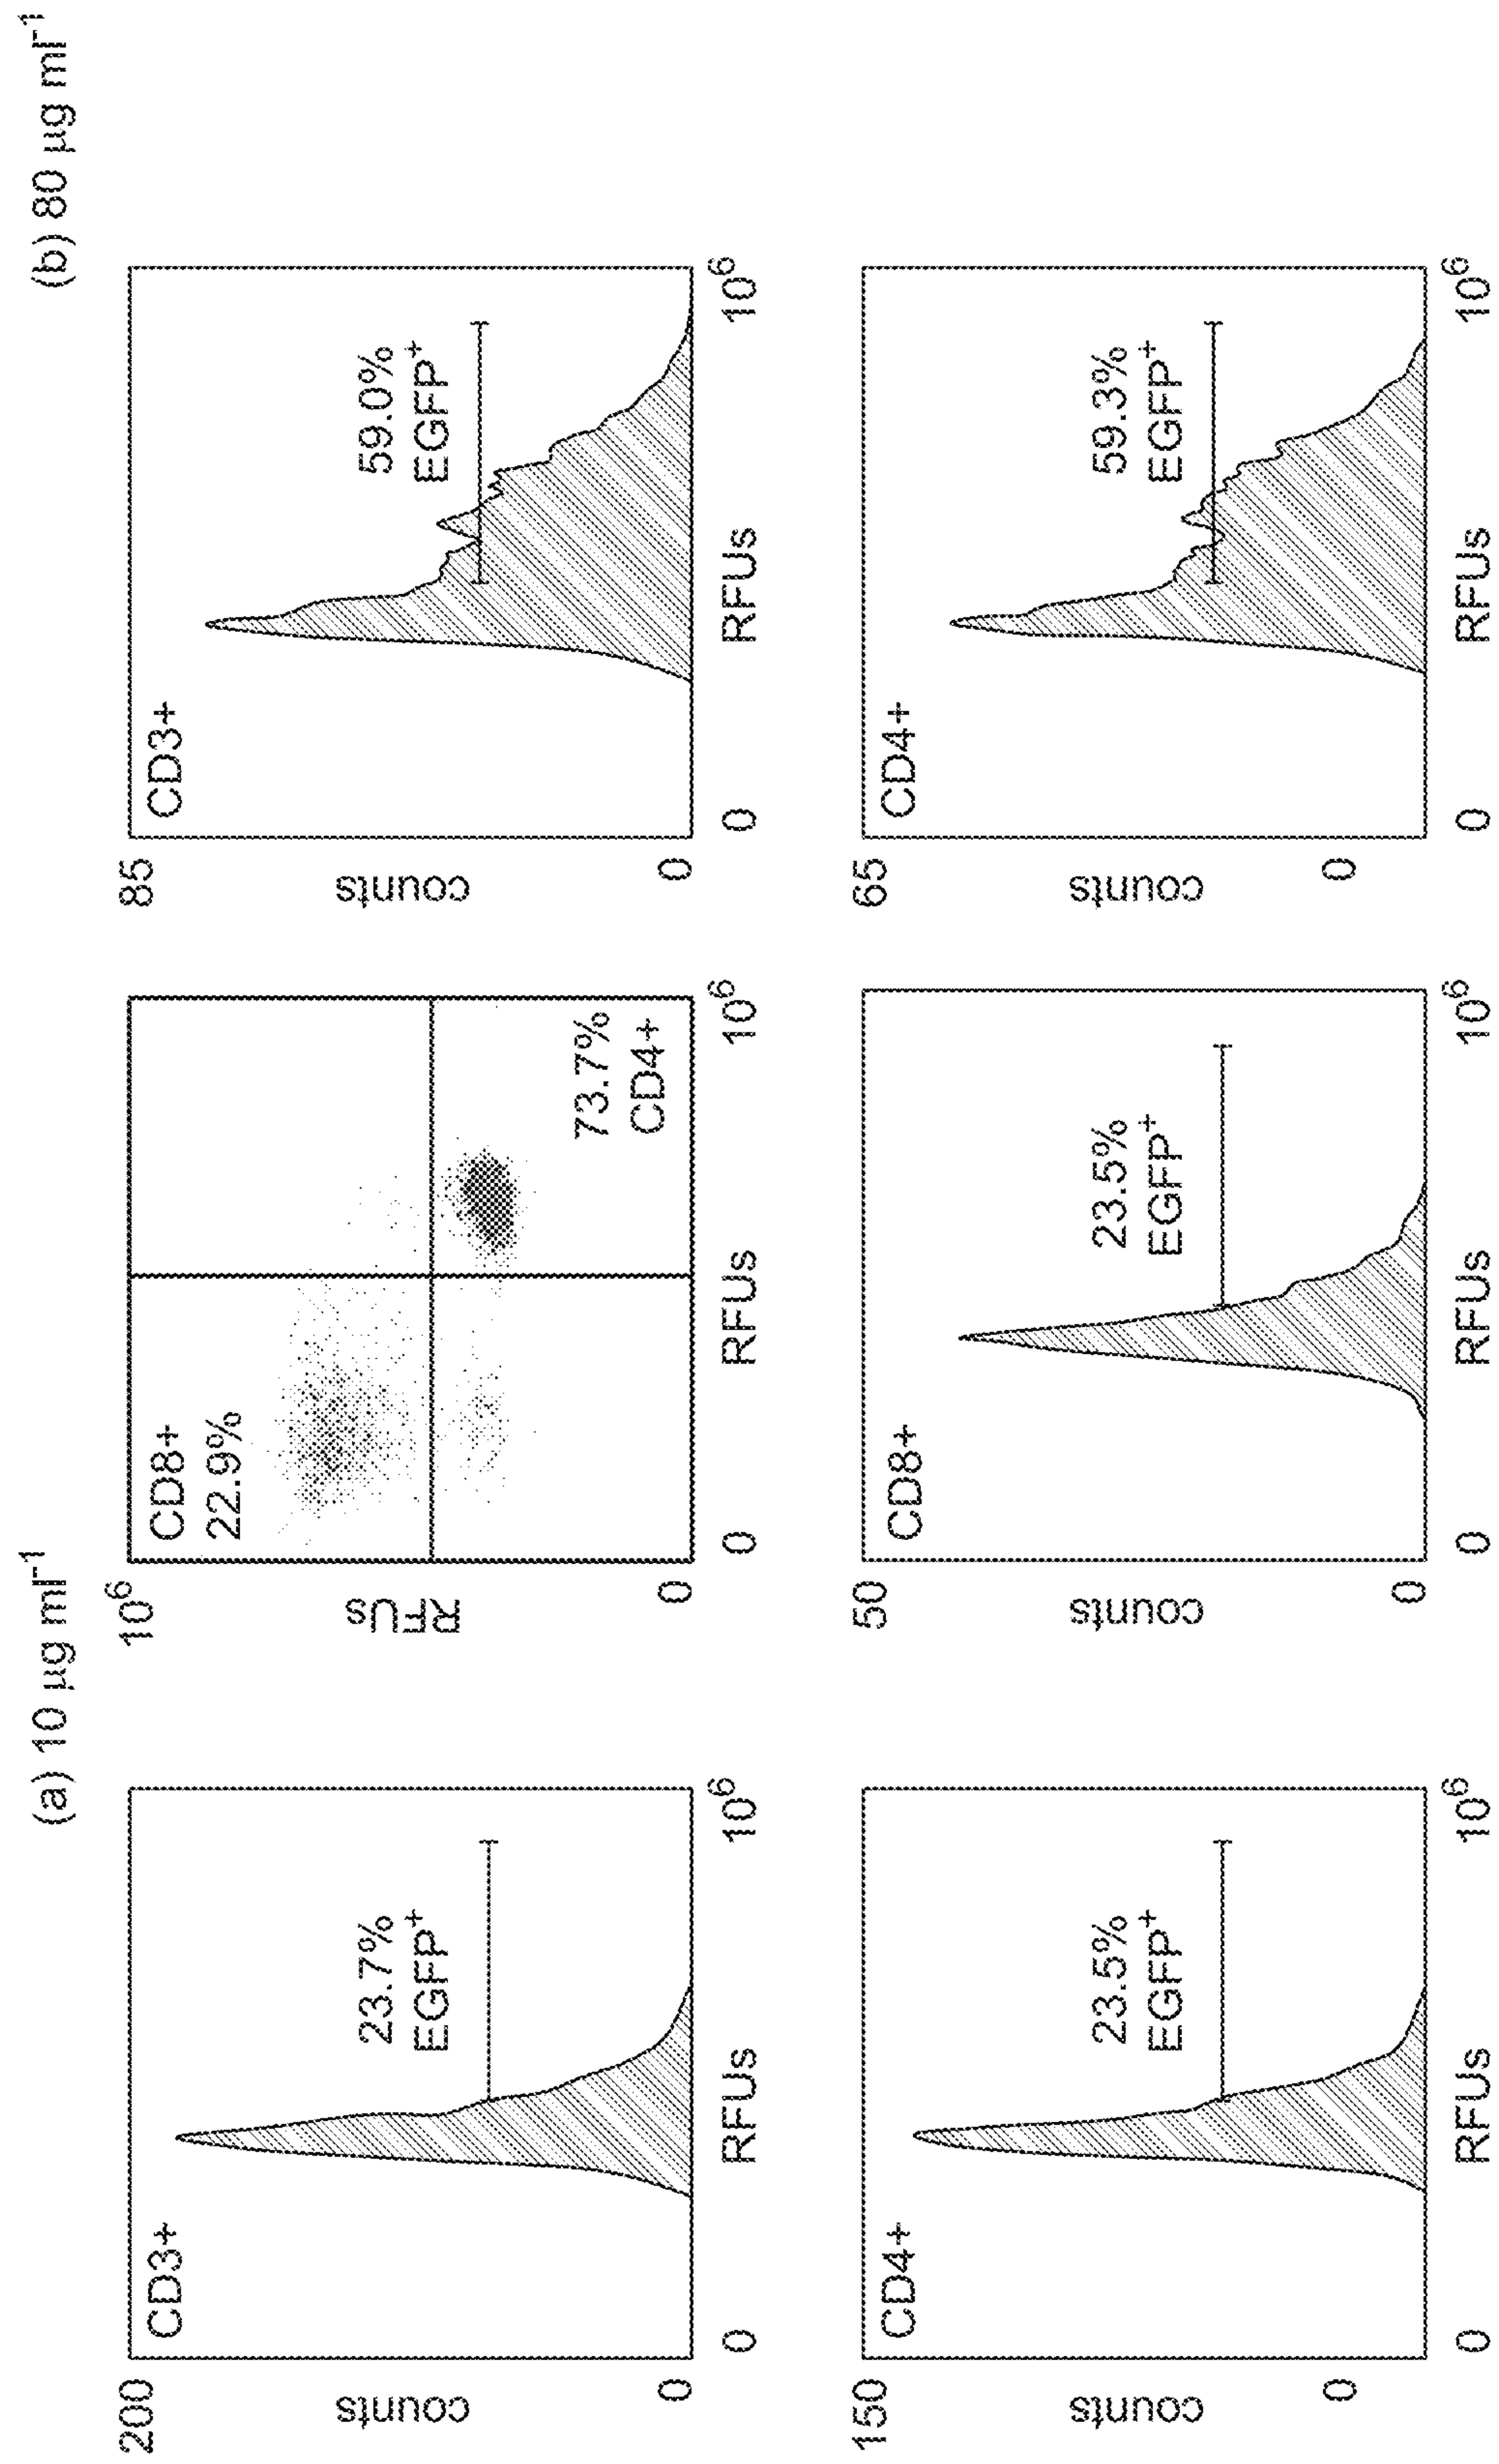 (a) 10 µg ml⁻¹
200
counts
0
CD3+
23.7%
EGFP⁺
0
RFUs
10⁶
10⁶
RFUs
0
CD8+
22.9%
73.7%
CD4+
0
RFUs
10⁶
(b) 80 µg ml⁻¹
85
counts
0
CD3+
59.0%
EGFP⁺
0
RFUs
10⁶
150
counts
0
CD4+
23.5%
EGFP⁺
0
RFUs
10⁶
50
counts
0
CD8+
23.5%
EGFP⁺
0
RFUs
10⁶
65
counts
0
CD4+
59.3%
EGFP⁺
0
RFUs
10⁶